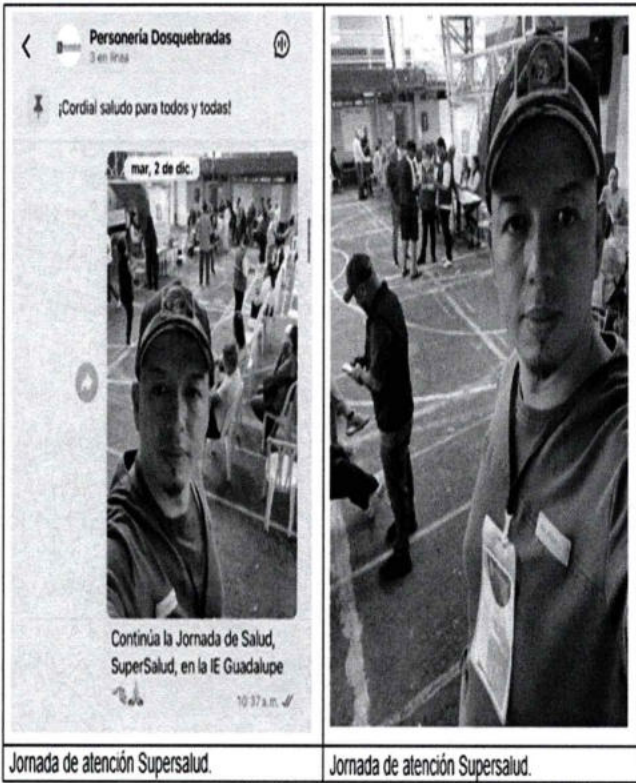 Personería Dosquebradas
3 en línea
¡Cordial saludo para todos y todas!
mar, 2 de dic.
Continúa la Jornada de Salud,
SuperSalud, en la IE Guadalupe
10:37 a.m.
Jornada de atención Supersalud.
Jornada de atención Supersalud.